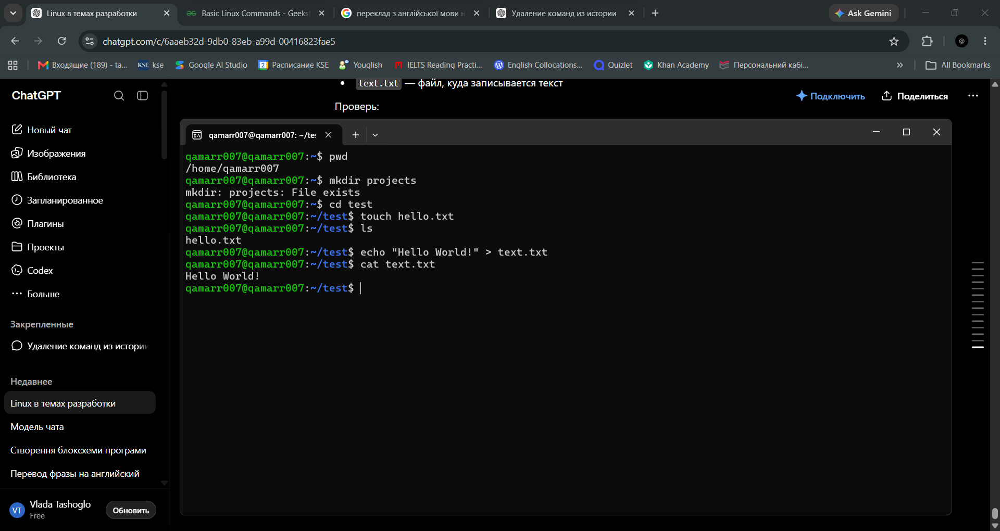 Linux в темах разработки
Basic Linux Commands - Geeks
переклад з англійської мови н
Удаление команд из истории
Ask Gemini
chatgpt.com/c/6aaeb32d-9db0-83eb-a99d-00416823fae5
Входящие (189) - ta...
KSE kse
Google AI Studio
2 Расписание KSE
Youglish
IELTS Reading Practi...
English Collocations...
Quizlet
Khan Academy
Персональний кабі...
All Bookmarks
ChatGPT
Новый чат
Изображения
Библиотека
Запланированное
Плагины
Проекты
Codex
Больше
Закрепленные
Удаление команд из истории
Недавнее
Linux в темах разработки
Модель чата
Створення блоксхеми програми
Перевод фразы на английский
VT
Vlada Tashoglo
Free
Обновить
text.txt — файл, куда записывается текст
Подключить
Поделиться
Проверь:
qamarr007@qamarr007: ~/te
qamarr007@qamarr007:~$ pwd
/home/qamarr007
qamarr007@qamarr007:~$ mkdir projects
mkdir: projects: File exists
qamarr007@qamarr007:~$ cd test
qamarr007@qamarr007:~/test$ touch hello.txt
qamarr007@qamarr007:~/test$ ls
hello.txt
qamarr007@qamarr007:~/test$ echo "Hello World!" > text.txt
qamarr007@qamarr007:~/test$ cat text.txt
Hello World!
qamarr007@qamarr007:~/test$